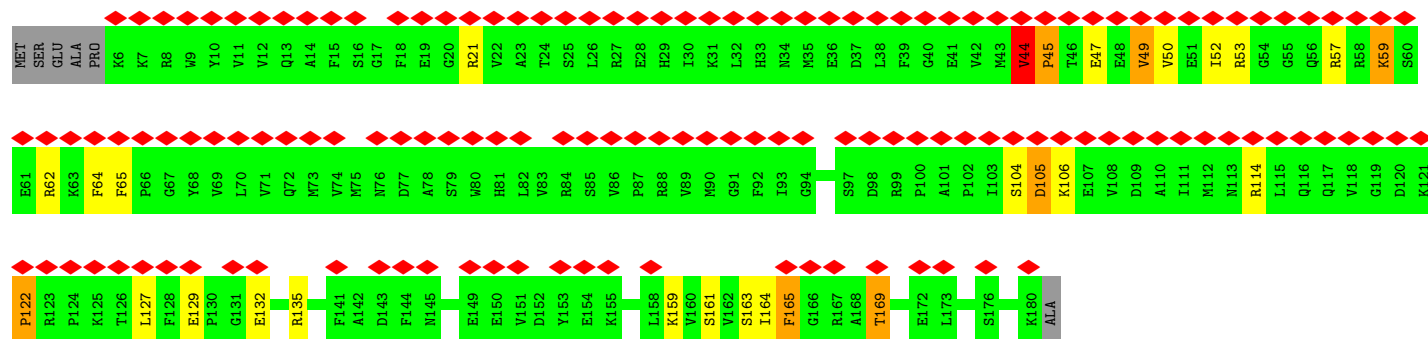 MET SER GLU ALA PRO K6 K7 R8 W9 Y10 V11 V12 Q13 A14 F15 S16 G17 F18 E19 G20 R21 V22 A23 T24 S25 L26 R27 E28 H29 I30 K31 L32 H33 N34 M35 E36 D37 L38 F39 G40 E41 V42 M43 V44 P45 T46 E47 E48 V49 V50 E51 I52 R53 G54 G55 Q56 R57 R58 K59 S60
E61 R62 K63 F64 F65 P66 G67 Y68 V69 L70 V71 Q72 M73 V74 M75 N76 D77 A78 S79 W80 H81 L82 V83 R84 S85 V86 P87 R88 V89 M90 G91 F92 I93 G94 S97 D98 R99 P100 A101 P102 I103 S104 D105 K106 E107 V108 D109 A110 I111 M112 N113 R114 L115 Q116 Q117 V118 G119 D120 K121
P122 R123 P124 K125 T126 L127 F128 E129 P130 G131 E132 R135 F141 A142 D143 F144 N145 E149 E150 V151 D152 Y153 E154 K155 L158 K159 V160 S161 V162 S163 I164 F165 G166 R167 A168 T169 E172 L173 S176 K180 ALA